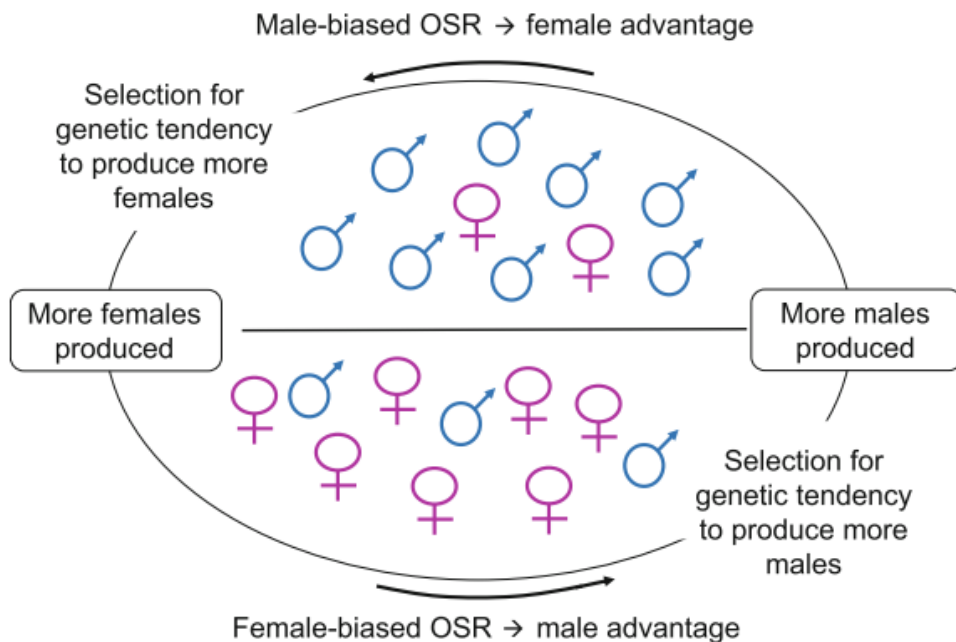 Male-biased OSR → female advantage
Selection for
genetic tendency
to produce more
females
More females
produced
More males
produced
Selection for
genetic tendency
to produce more
males
Female-biased OSR → male advantage